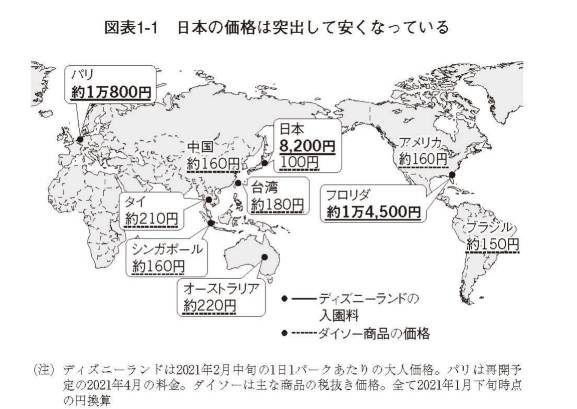 図表1-1　日本の価格は突出して安くなっている
パリ
約1万800円
日本
8,200円
100円
中国
約160円
アメリカ
約160円
台湾
約180円
フロリダ
約1万4,500円
タイ
約210円
ブラジル
約150円
シンガポール
約160円
オーストラリア
約220円
ディズニーランドの
入園料
ダイソー商品の価格
（注）ディズニーランドは2021年2月中旬の1日1パークあたりの大人価格。パリは再開予
定の2021年4月の料金。ダイソーは主な商品の税抜き価格。全て2021年1月下旬時点
の円換算